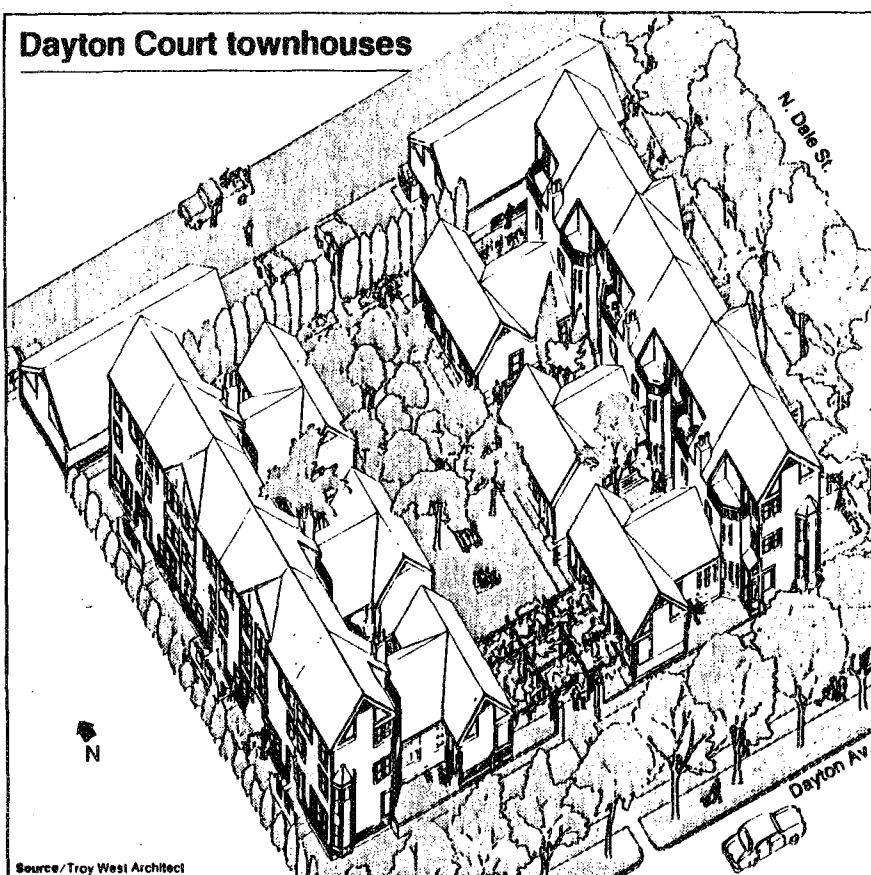 Dayton Court townhouses
N. Dale St.
N
Dayton Av.
Source/Troy West Architect